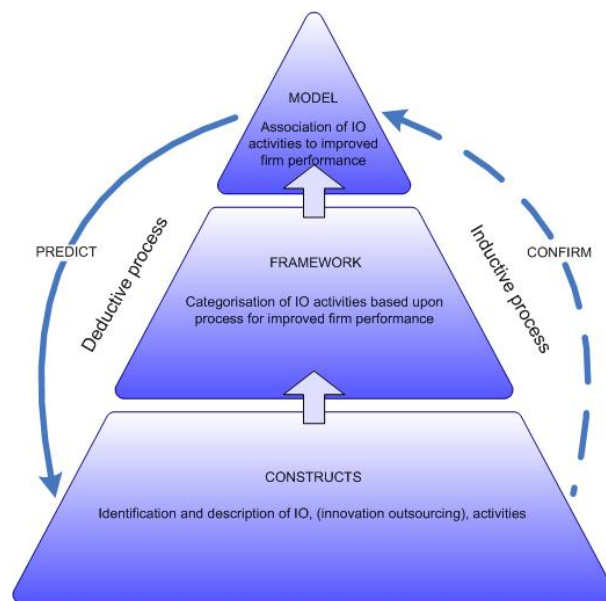 MODEL
Association of IO
activities to improved
firm performance
PREDICT
Deductive process
Inductive process
CONFIRM
FRAMEWORK
Categorisation of IO activities based upon
process for improved firm performance
CONSTRUCTS
Identification and description of IO, (innovation outsourcing), activities